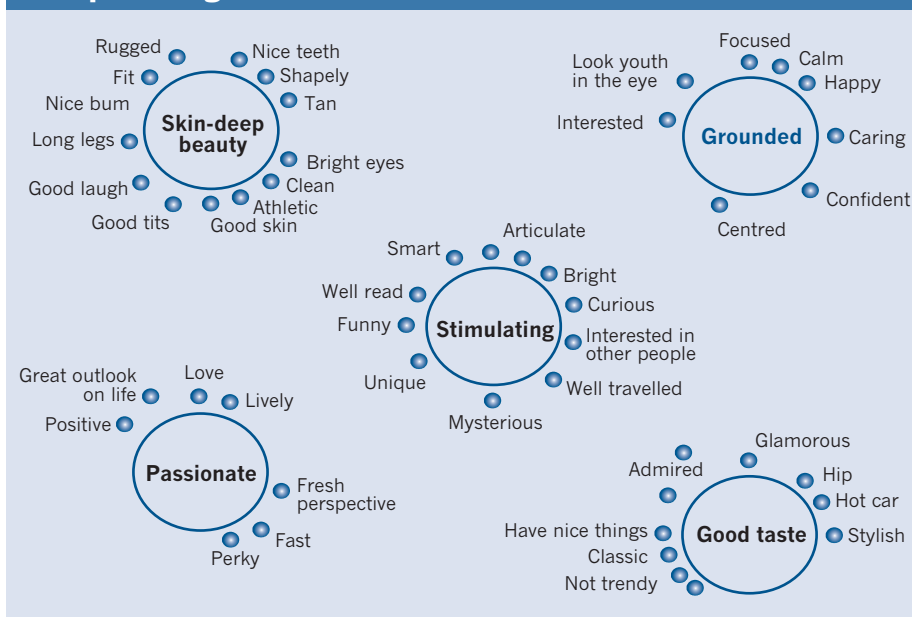 Rugged
Fit
Nice bum
Long legs
Good laugh
Good tits
Good skin
Athletic
Clean
Bright eyes
Tan
Shapely
Nice teeth
Skin-deep
beauty
Look youth
in the eye
Interested
Focused
Calm
Happy
Caring
Confident
Centred
Grounded
Smart
Articulate
Bright
Curious
Interested in
other people
Well travelled
Mysterious
Unique
Funny
Well read
Stimulating
Great outlook
on life
Positive
Love
Lively
Fresh
perspective
Fast
Perky
Passionate
Admired
Glamorous
Hip
Hot car
Stylish
Have nice things
Classic
Not trendy
Good taste